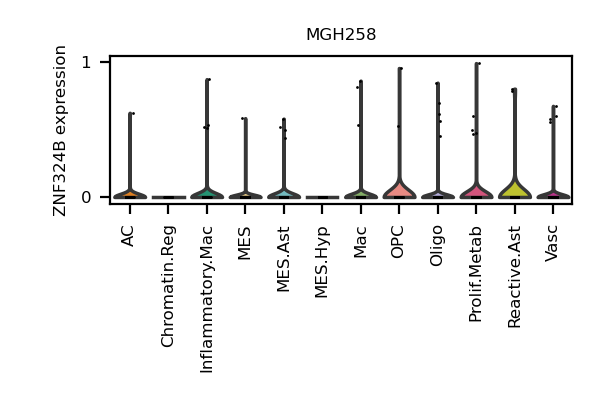 MGH258
ZNF324B expression
1
0
AC
Chromatin.Reg
Inflammatory.Mac
MES
MES.Ast
MES.Hyp
Mac
OPC
Oligo
Prolif.Metab
Reactive.Ast
Vasc